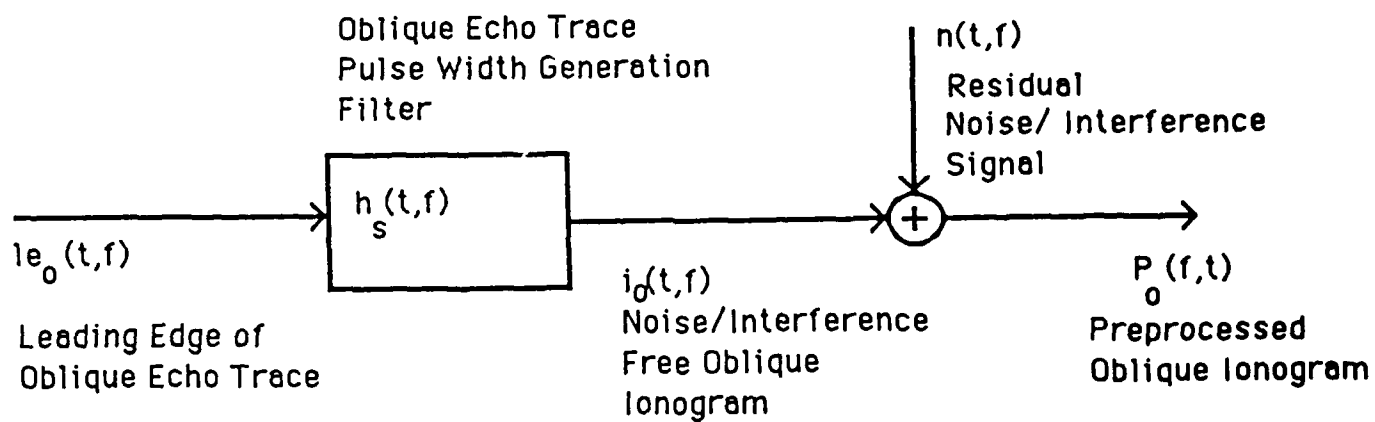 Oblique Echo Trace
Pulse Width Generation
Filter
n(t,f)
Residual
Noise/ Interference
Signal
h_s(t,f)
+
le_o(t,f)
Leading Edge of
Oblique Echo Trace
i_o(t,f)
Noise/Interference
Free Oblique
Ionogram
P_o(f,t)
Preprocessed
Oblique Ionogram